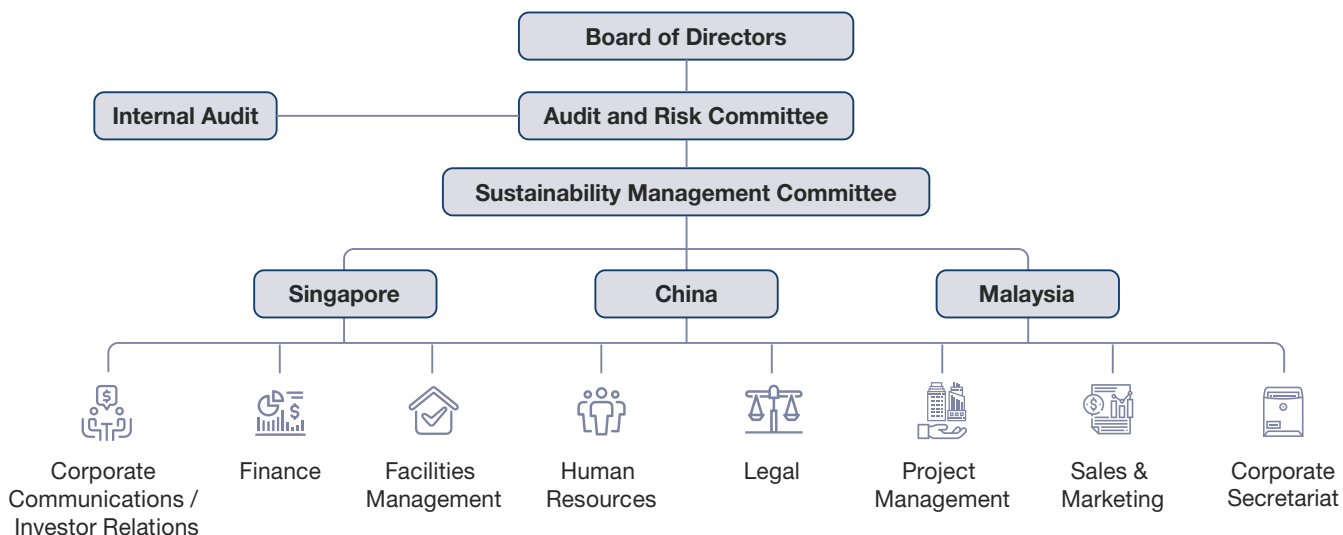 Board of Directors
Internal Audit
Audit and Risk Committee
Sustainability Management Committee
Singapore
China
Malaysia
$
$
$
Corporate
Communications /
Investor Relations
Finance
Facilities
Management
Human
Resources
Legal
Project
Management
Sales &
Marketing
Corporate
Secretariat